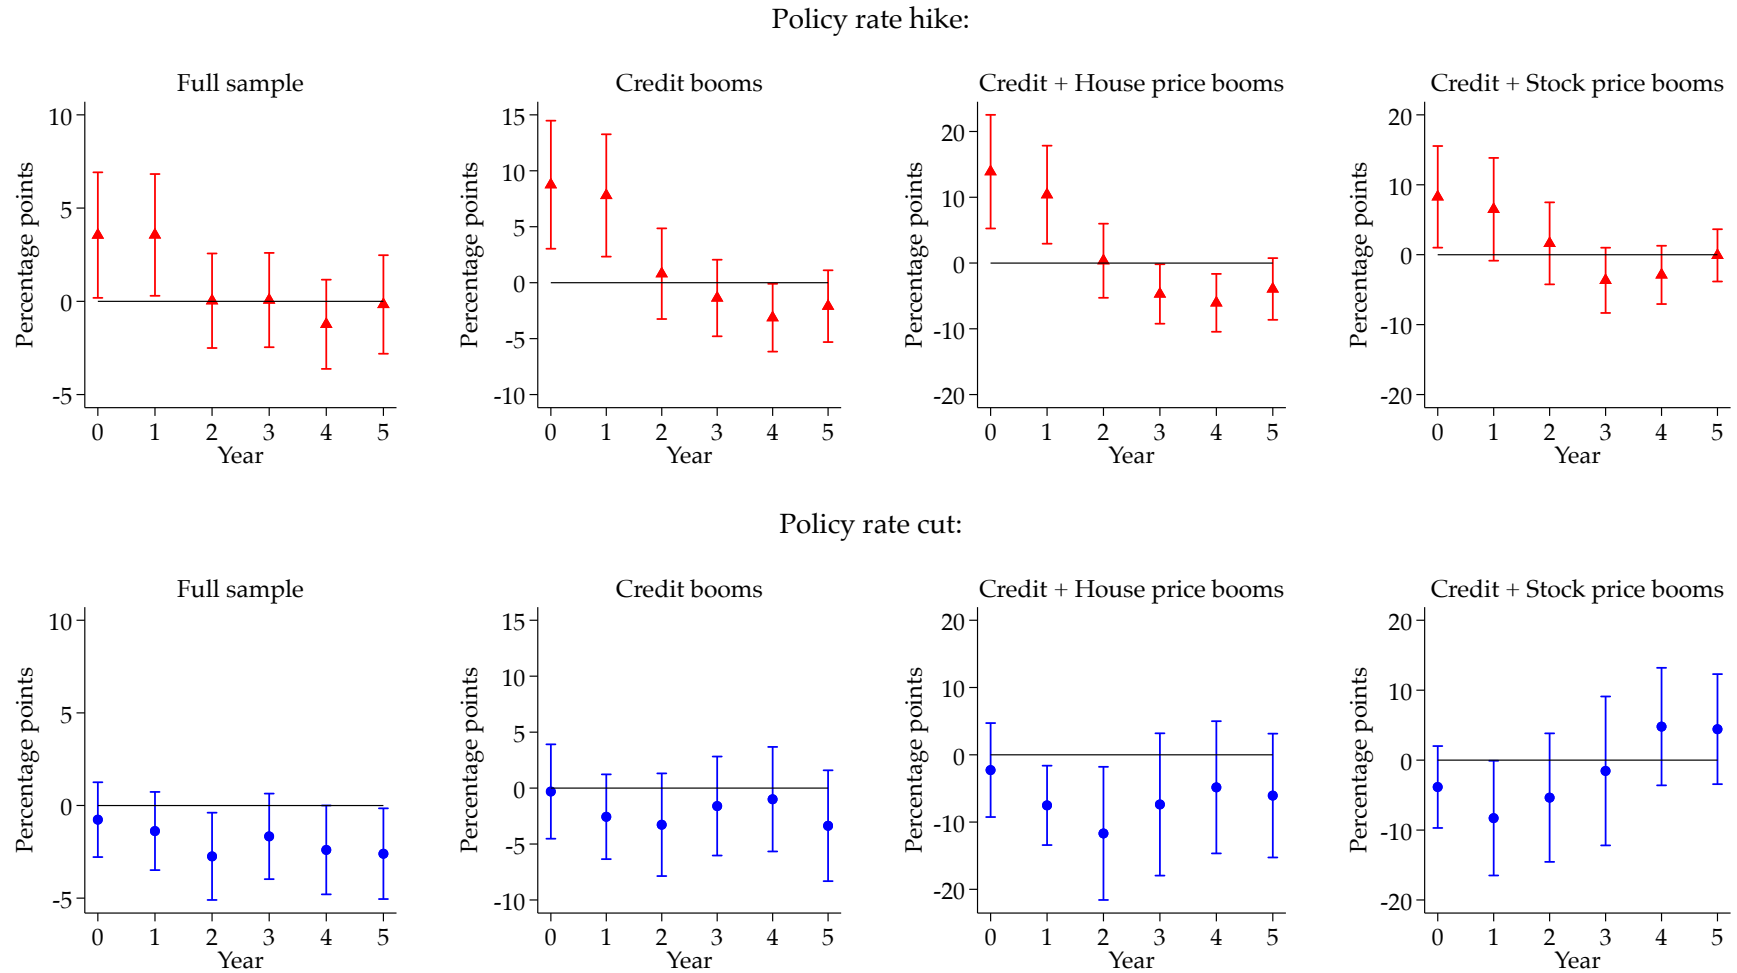 Policy rate hike:
Full sample
Credit booms
Credit + House price booms
Credit + Stock price booms
Percentage points
10
5
0
-5
0 1 2 3 4 5
Year
Percentage points
15
10
5
0
-5
-10
0 1 2 3 4 5
Year
Percentage points
20
10
0
-10
-20
0 1 2 3 4 5
Year
Percentage points
20
10
0
-10
-20
0 1 2 3 4 5
Year
Policy rate cut:
Full sample
Credit booms
Credit + House price booms
Credit + Stock price booms
Percentage points
10
5
0
-5
0 1 2 3 4 5
Year
Percentage points
15
10
5
0
-5
-10
0 1 2 3 4 5
Year
Percentage points
20
10
0
-10
-20
0 1 2 3 4 5
Year
Percentage points
20
10
0
-10
-20
0 1 2 3 4 5
Year